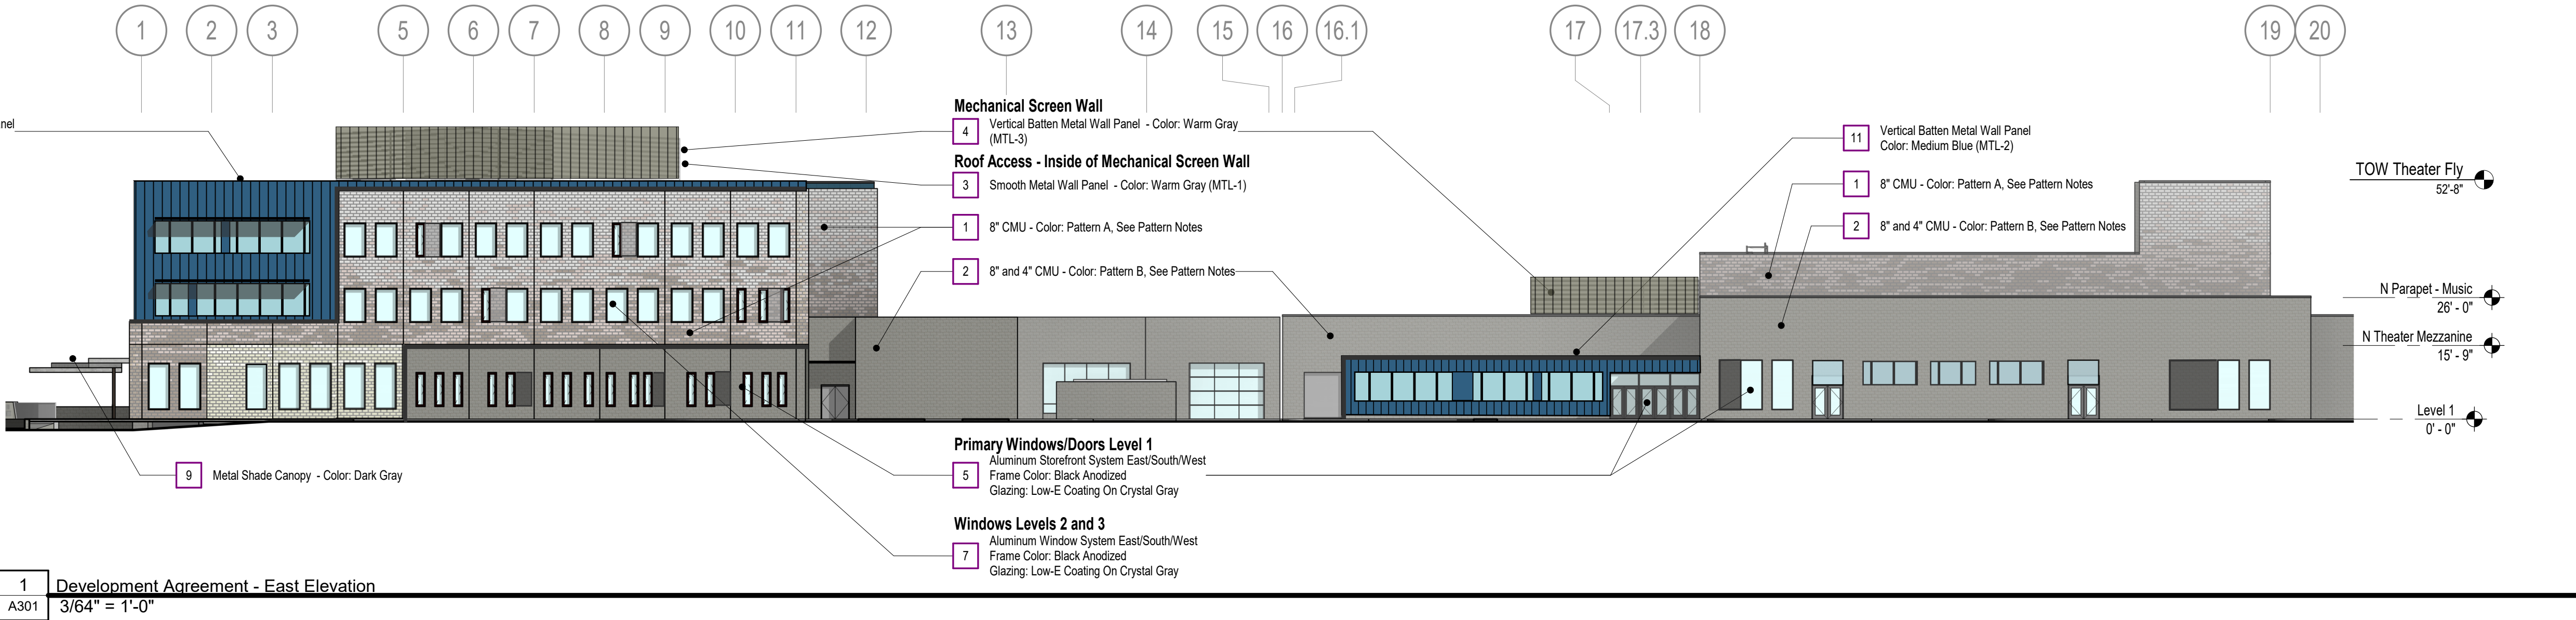 1 2 3 5 6 7 8 9 10 11 12 13 14 15 16 16.1 17 17.3 18 19 20
nel
Mechanical Screen Wall
4 Vertical Batten Metal Wall Panel - Color: Warm Gray
(MTL-3)
Roof Access - Inside of Mechanical Screen Wall
3 Smooth Metal Wall Panel - Color: Warm Gray (MTL-1)
1 8" CMU - Color: Pattern A, See Pattern Notes
2 8" and 4" CMU - Color: Pattern B, See Pattern Notes
11 Vertical Batten Metal Wall Panel
Color: Medium Blue (MTL-2)
1 8" CMU - Color: Pattern A, See Pattern Notes
2 8" and 4" CMU - Color: Pattern B, See Pattern Notes
TOW Theater Fly
52'-8"
N Parapet - Music
26' - 0"
N Theater Mezzanine
15' - 9"
Level 1
0' - 0"
9 Metal Shade Canopy - Color: Dark Gray
Primary Windows/Doors Level 1
Aluminum Storefront System East/South/West
5 Frame Color: Black Anodized
Glazing: Low-E Coating On Crystal Gray
Windows Levels 2 and 3
Aluminum Window System East/South/West
7 Frame Color: Black Anodized
Glazing: Low-E Coating On Crystal Gray
1 Development Agreement - East Elevation
A301 3/64" = 1'-0"